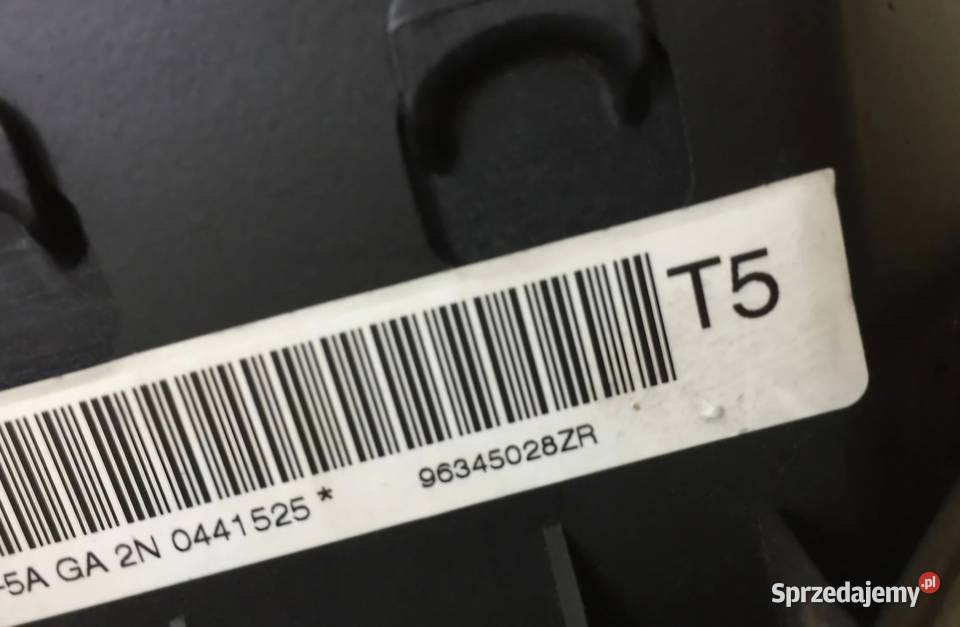 T5
-5A GA 2N 0441525 *
96345028ZR
Sprzedajemy.pl